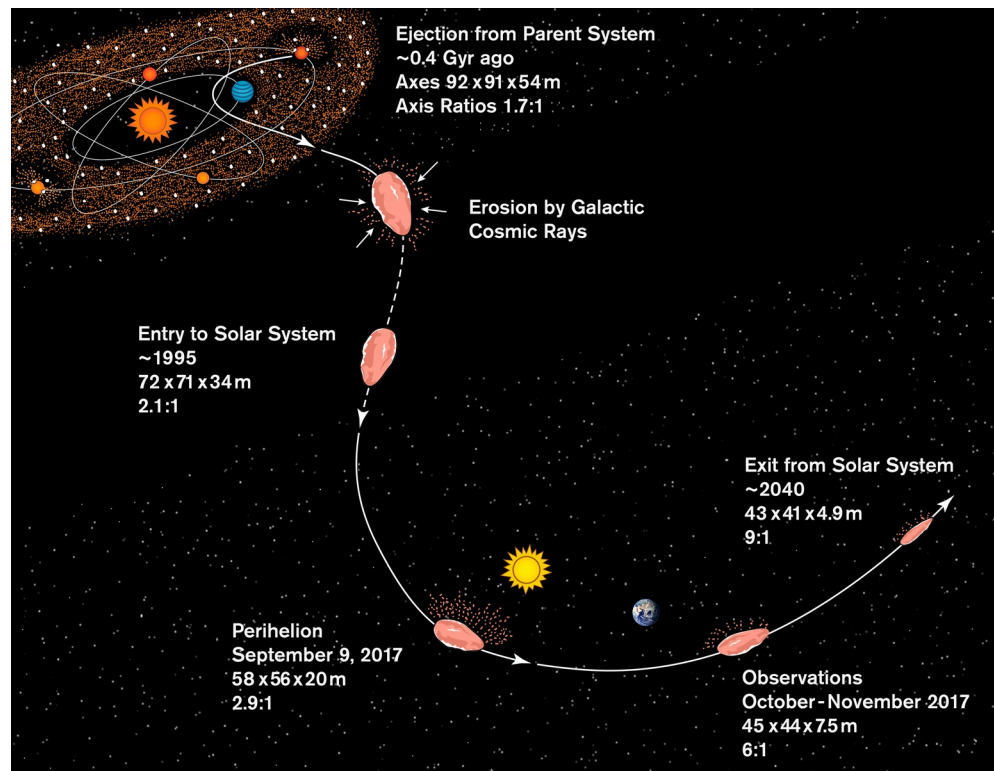 Ejection from Parent System
~0.4 Gyr ago
Axes 92 x 91 x 54 m
Axis Ratios 1.7:1
Erosion by Galactic
Cosmic Rays
Entry to Solar System
~1995
72 x 71 x 34 m
2.1:1
Exit from Solar System
~2040
43 x 41 x 4.9 m
9:1
Perihelion
September 9, 2017
58 x 56 x 20 m
2.9:1
Observations
October - November 2017
45 x 44 x 7.5 m
6:1